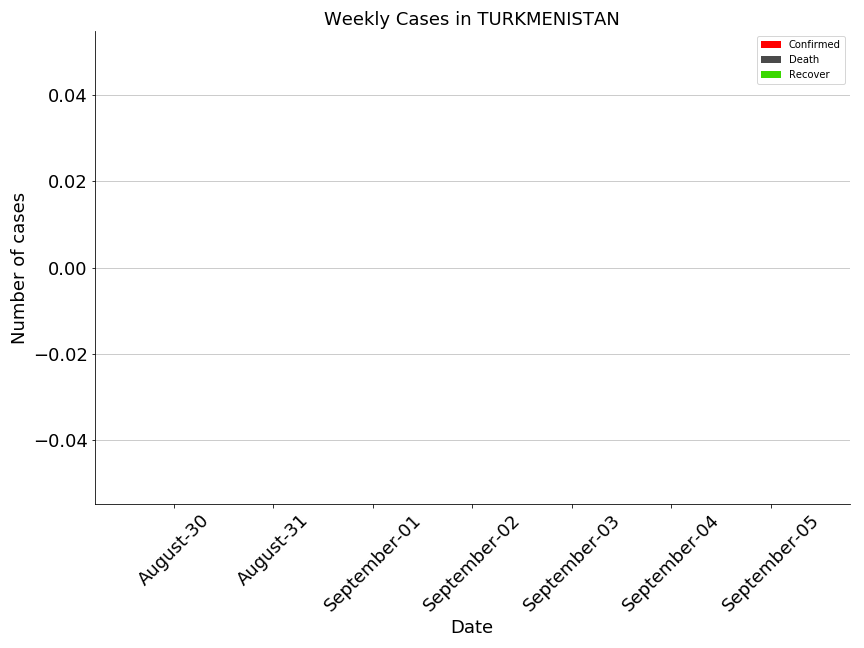 Weekly Cases in TURKMENISTAN
Confirmed
Death
Recover
Number of cases
0.04
0.02
0.00
−0.02
−0.04
August-30
August-31
September-01
September-02
September-03
September-04
September-05
Date